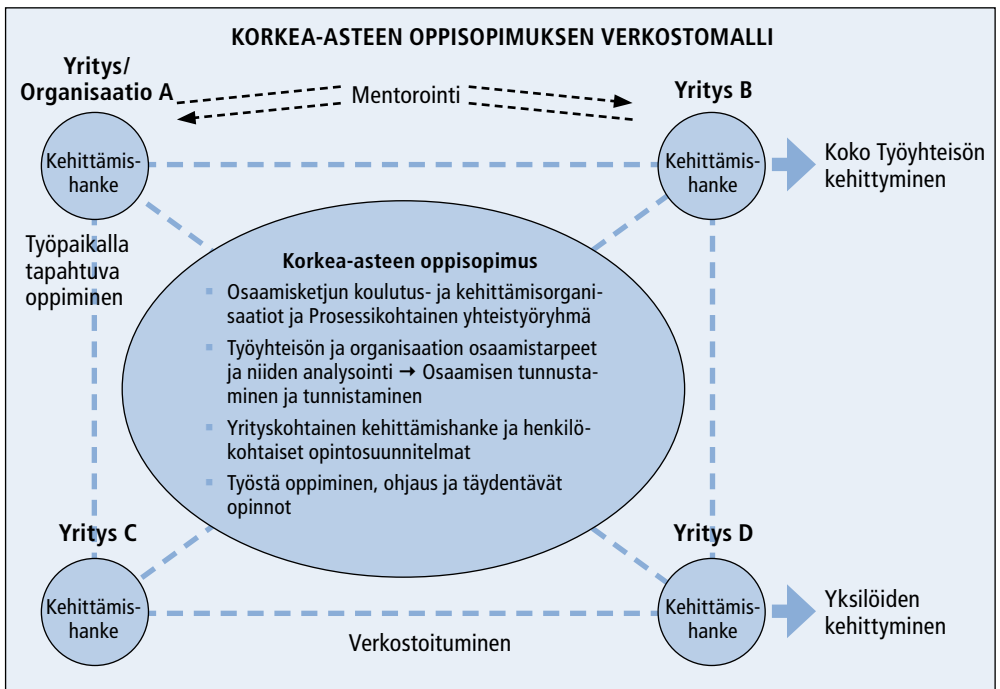 KORKEA-ASTEEN OPPISOPIMUKSEN VERKOSTOMALLI
Yritys/
Organisaatio A
Mentorointi
Yritys B
Kehittämis-
hanke
Kehittämis-
hanke
Koko Työyhteisön
kehittyminen
Työpaikalla
tapahtuva
oppiminen
Korkea-asteen oppisopimus
▪ Osaamisketjun koulutus- ja kehittämisorgani-
saatiot ja Prosessikohtainen yhteistyöryhmä
▪ Työyhteisön ja organisaation osaamistarpeet
ja niiden analysointi → Osaamisen tunnusta-
minen ja tunnistaminen
▪ Yrityskohtainen kehittämishanke ja henkilö-
kohtaiset opintosuunnitelmat
▪ Työstä oppiminen, ohjaus ja täydentävät
opinnot
Yritys C
Yritys D
Kehittämis-
hanke
Kehittämis-
hanke
Yksilöiden
kehittyminen
Verkostoituminen